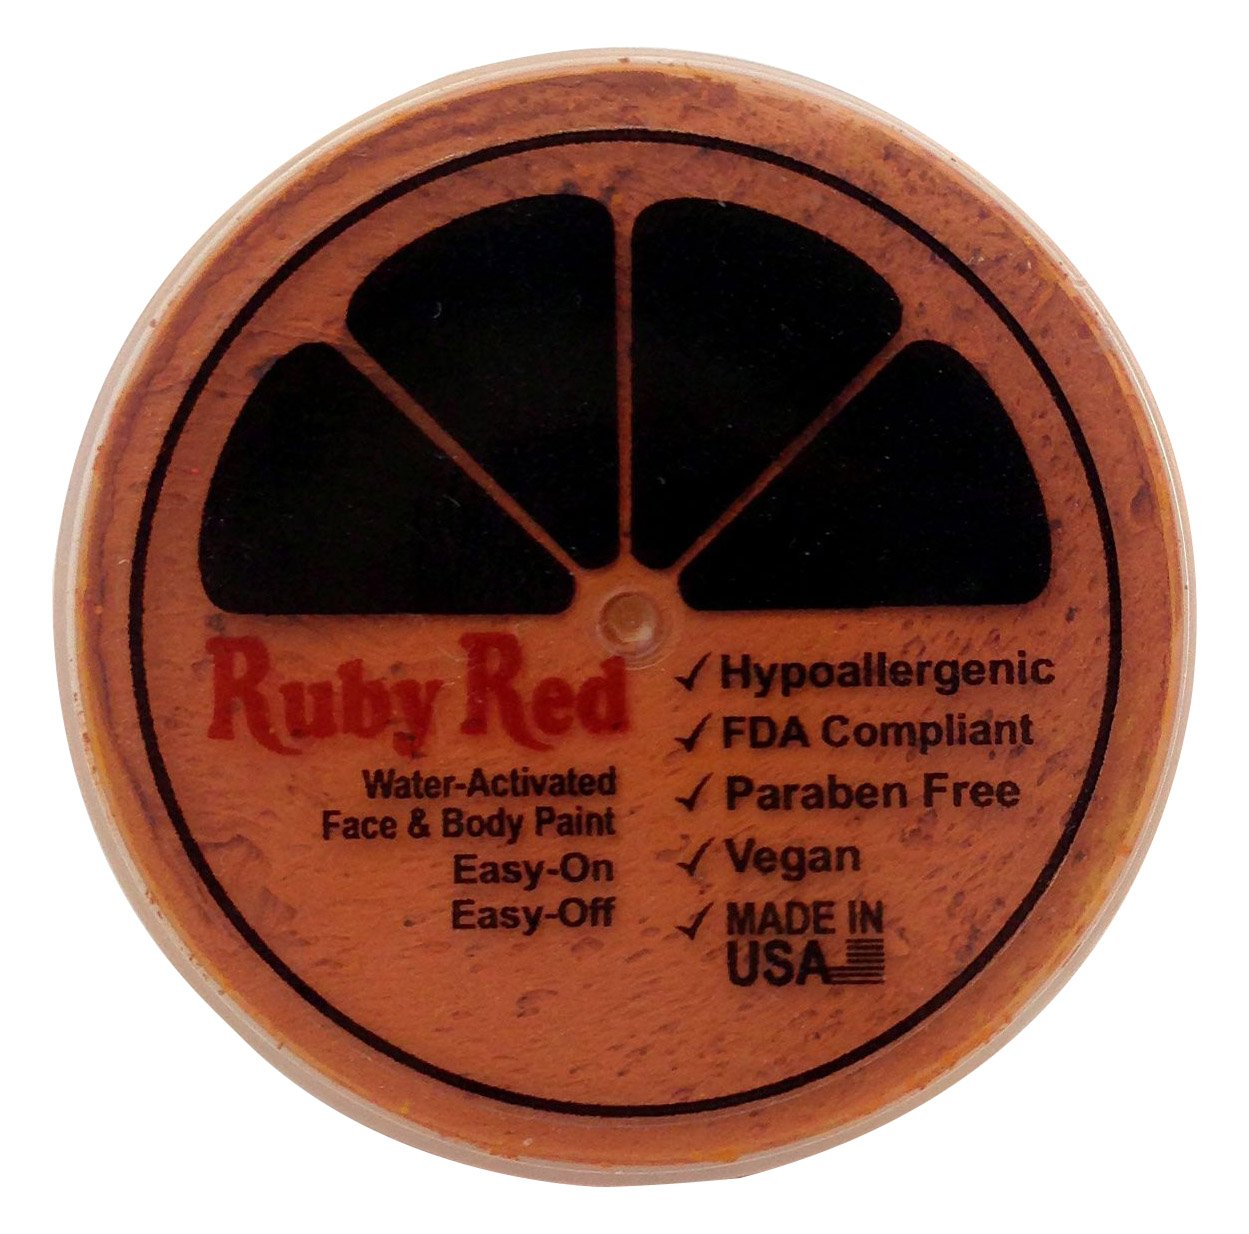 Ruby Red
Water-Activated
Face & Body Paint
Easy-On
Easy-Off
✓ Hypoallergenic
✓ FDA Compliant
✓ Paraben Free
✓ Vegan
✓ MADE IN
USA